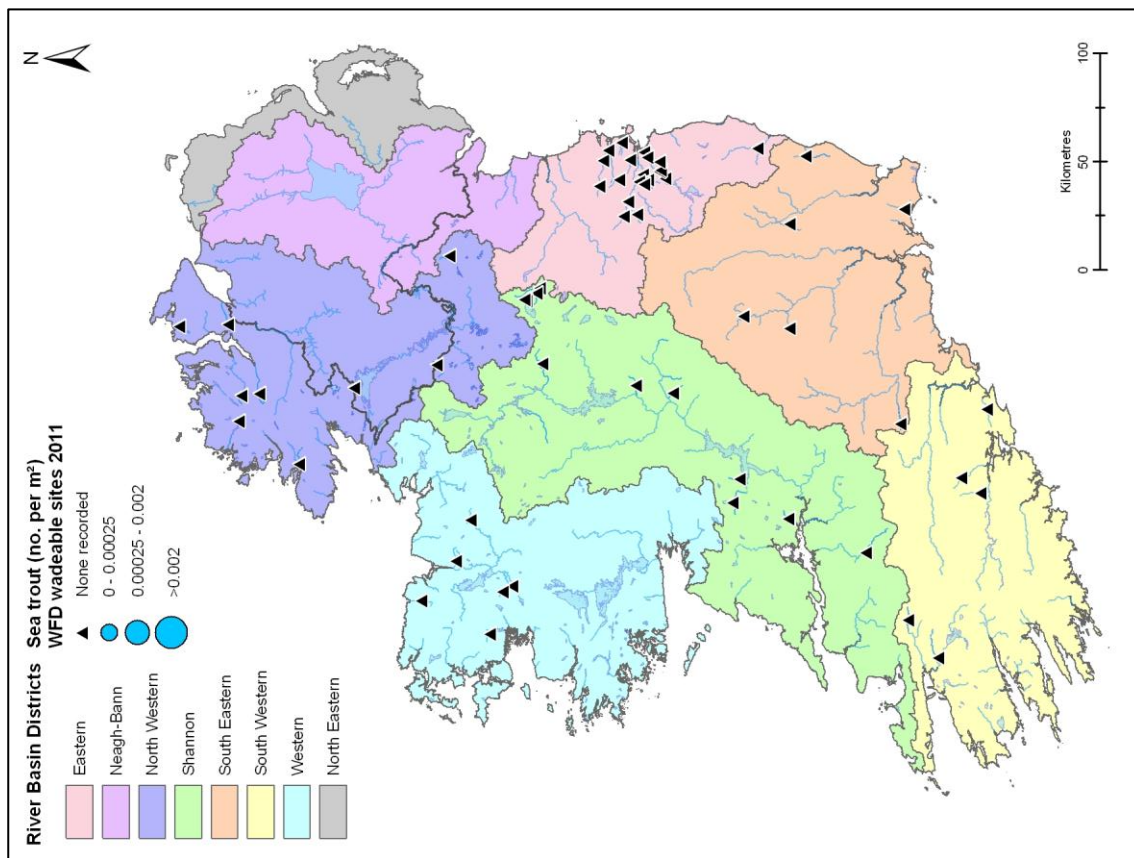 River Basin Districts
Eastern
Neagh-Bann
North Western
Shannon
South Eastern
South Western
Western
North Eastern
Sea trout (no. per m²)
WFD wadeable sites 2011
None recorded
0 - 0.00025
0.00025 - 0.002
>0.002
N
0 50 100
Kilometres